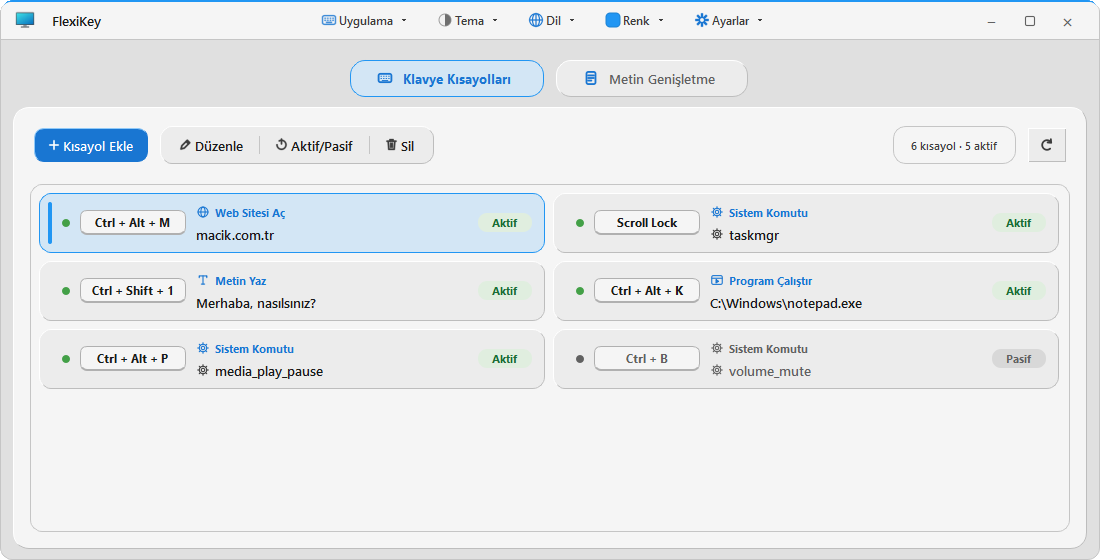 FlexiKey
Uygulama
Tema
Dil
Renk
Ayarlar
Klavye Kısayolları
Metin Genişletme
+ Kısayol Ekle
Düzenle
Aktif/Pasif
Sil
6 kısayol · 5 aktif
Ctrl + Alt + M
Web Sitesi Aç
macik.com.tr
Aktif
Scroll Lock
Sistem Komutu
taskmgr
Aktif
Ctrl + Shift + 1
Metin Yaz
Merhaba, nasılsınız?
Aktif
Ctrl + Alt + K
Program Çalıştır
C:\Windows\notepad.exe
Aktif
Ctrl + Alt + P
Sistem Komutu
media_play_pause
Aktif
Ctrl + B
Sistem Komutu
volume_mute
Pasif